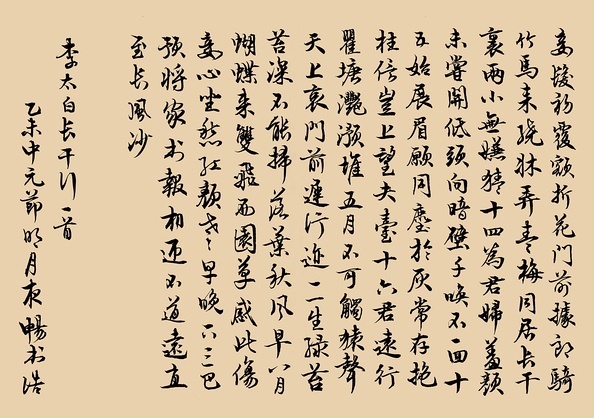 妾髮初覆額折花門前據郎騎
竹馬來遶牀弄青梅同居長干
裏兩小無嫌猜十四為君婦羞顏
未嘗開低頭向暗壁千喚不一回十
五始展眉願同塵於灰常存抱
柱信豈上望夫臺十六君遠行
瞿塘灩澦堆五月不可觸猿聲
天上哀門前遲行迹一一生綠苔
苔深不能掃落葉秋風早八月
蝴蝶來雙飛西園草感此傷
妾心坐愁紅顏老早晚下三巴
預將家書報相迎不道遠直
至長風沙
李太白長干行一首
乙未中元節明月夜暢書浩